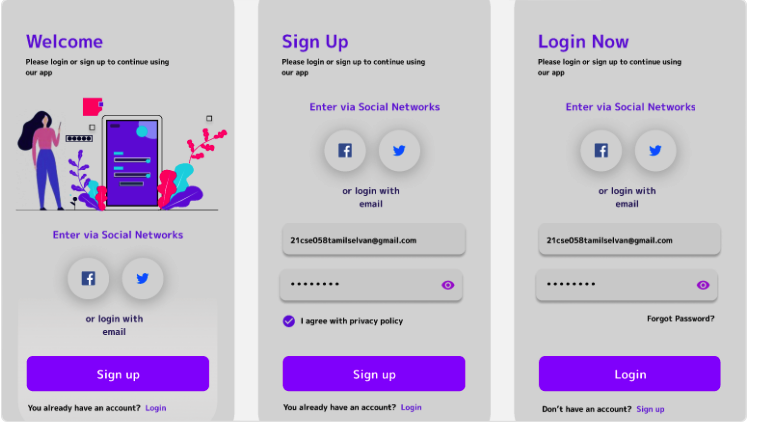 Welcome
Please login or sign up to continue using
our app
Enter via Social Networks
or login with
email
Sign up
You already have an account? Login
Sign Up
Please login or sign up to continue using
our app
Enter via Social Networks
or login with
email
21cse058tamilselvan@gmail.com
••••••••
I agree with privacy policy
Sign up
You already have an account? Login
Login Now
Please login or sign up to continue using
our app
Enter via Social Networks
or login with
email
21cse058tamilselvan@gmail.com
••••••••
Forgot Password?
Login
Don't have an account? Sign up